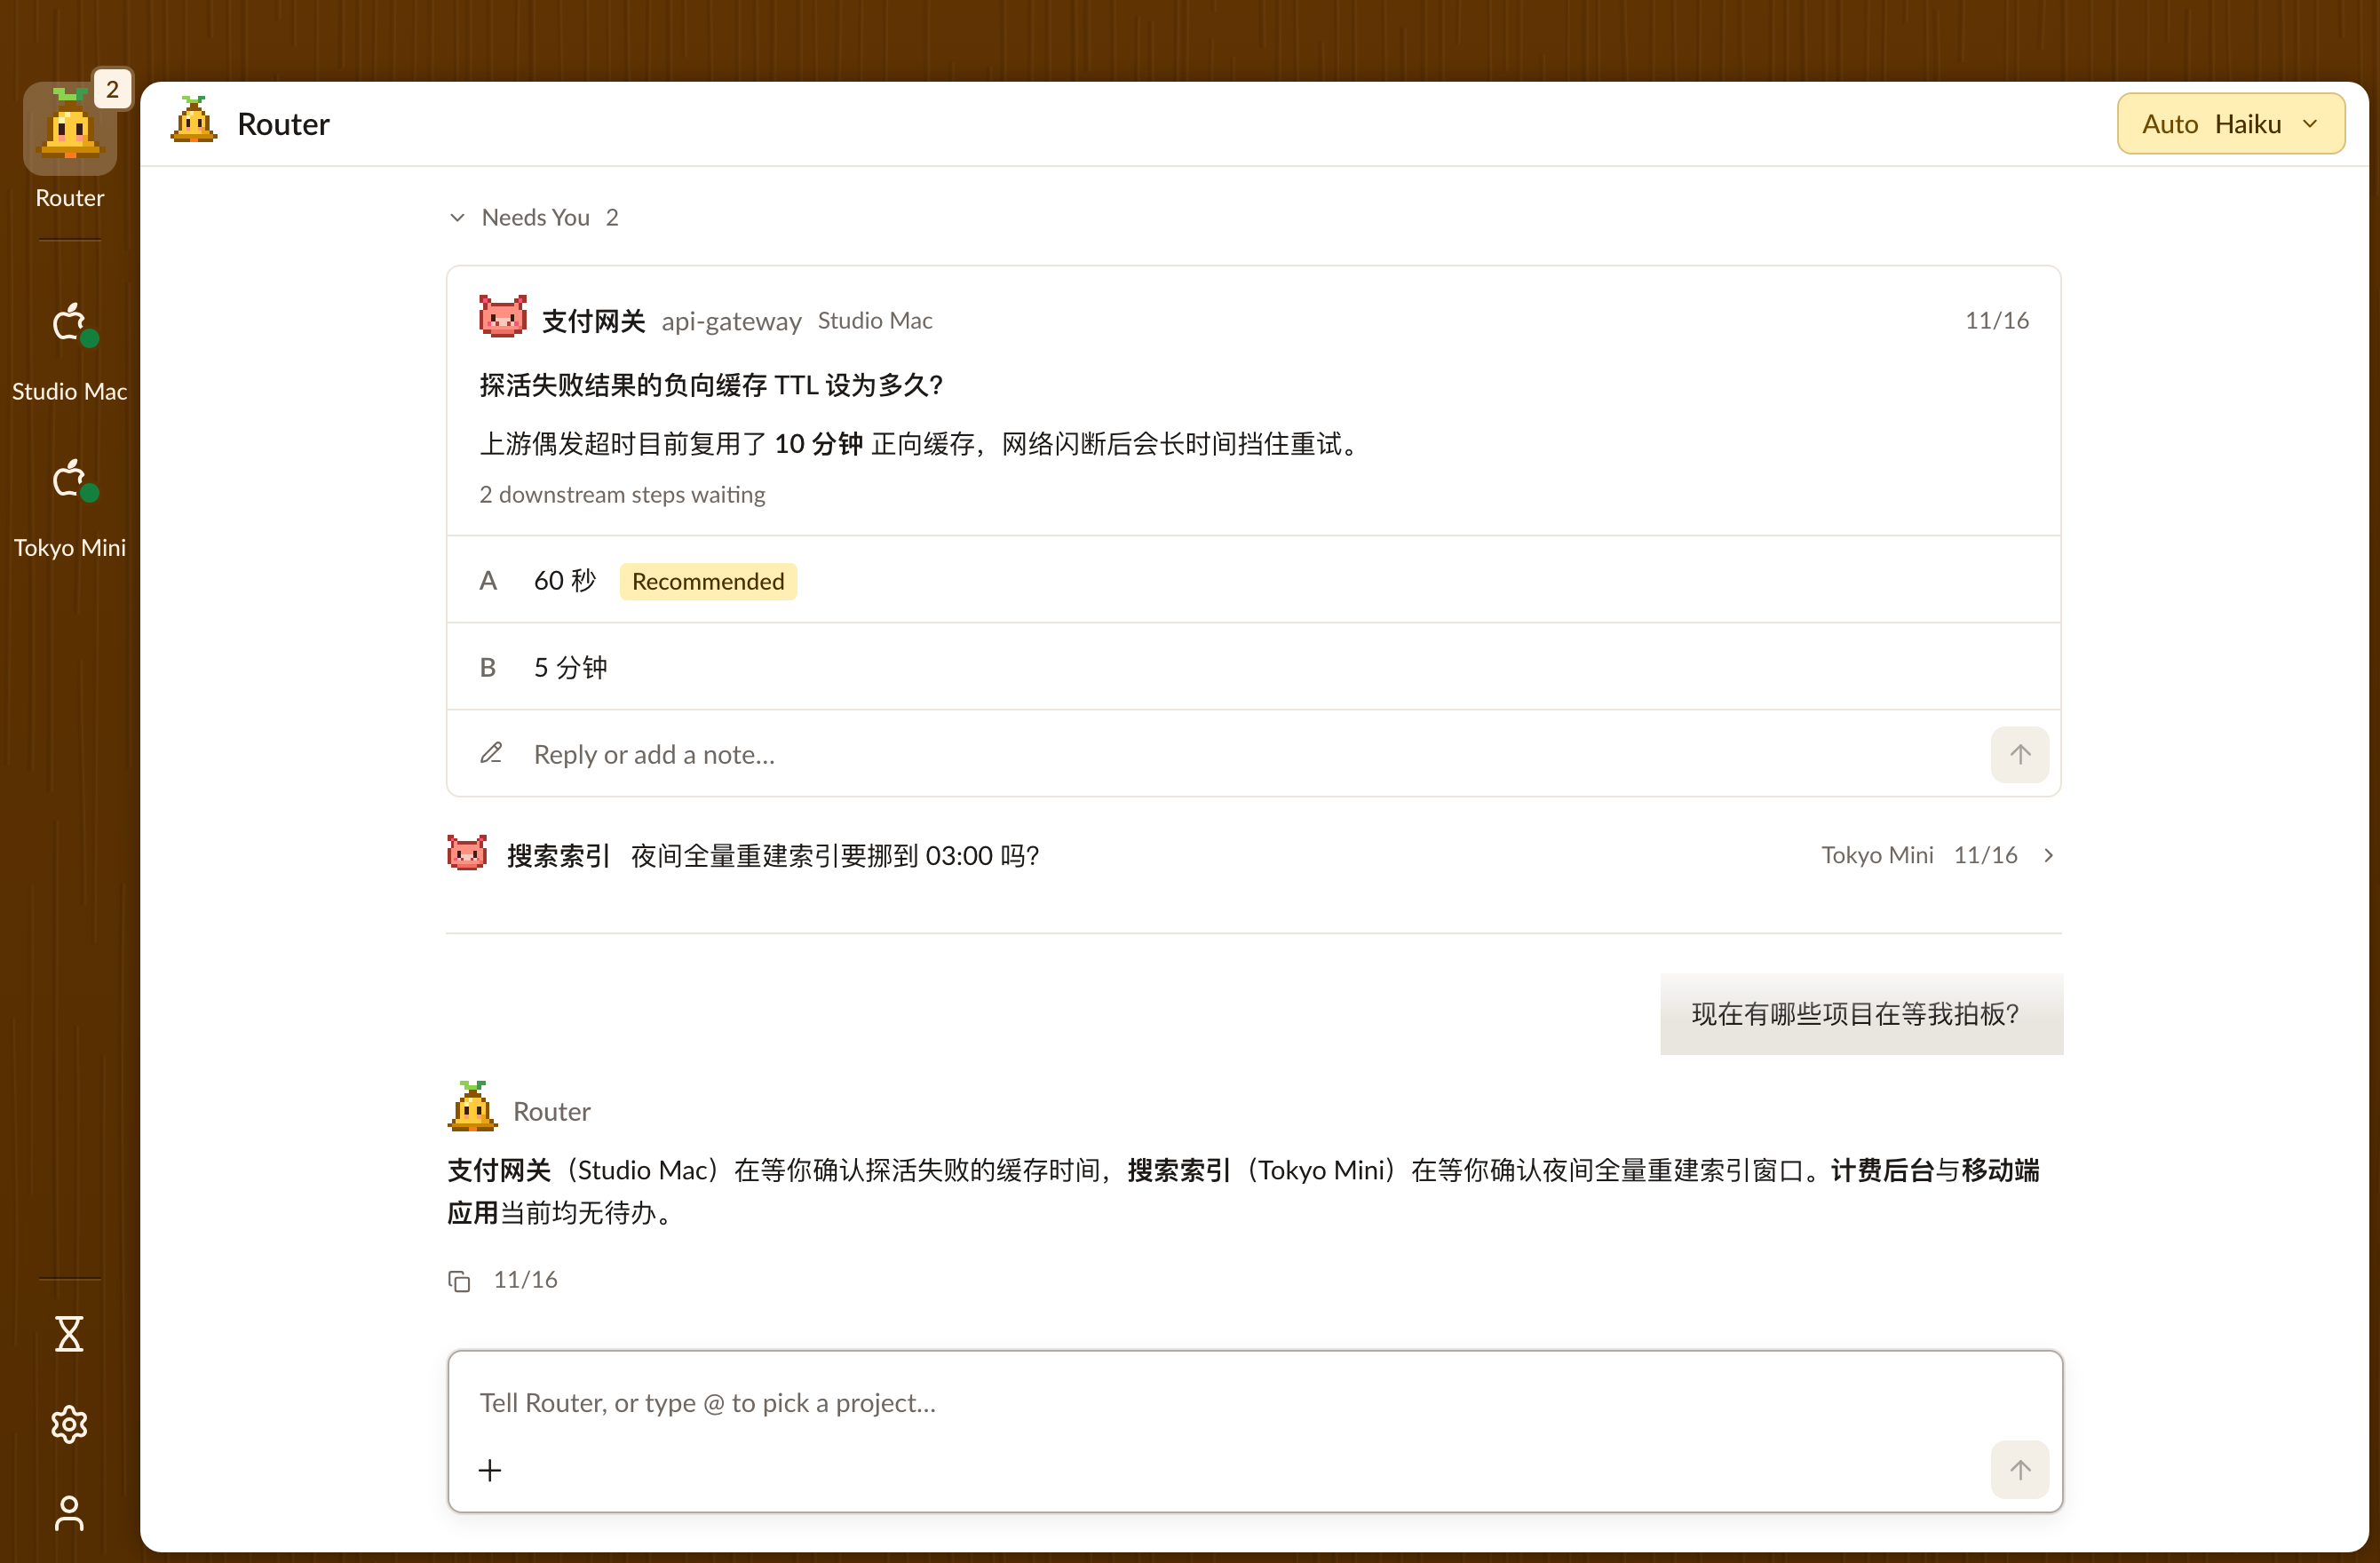 2
Router
Studio Mac
Tokyo Mini
Router
Auto Haiku
Needs You 2
支付网关 api-gateway Studio Mac 11/16
探活失败结果的负向缓存 TTL 设为多久?
上游偶发超时目前复用了 10 分钟 正向缓存，网络闪断后会长时间挡住重试。
2 downstream steps waiting
A 60 秒 Recommended
B 5 分钟
Reply or add a note...
搜索索引 夜间全量重建索引要挪到 03:00 吗? Tokyo Mini 11/16
现在有哪些项目在等我拍板?
Router
支付网关（Studio Mac）在等你确认探活失败的缓存时间，搜索索引（Tokyo Mini）在等你确认夜间全量重建索引窗口。计费后台与移动端
应用当前均无待办。
11/16
Tell Router, or type @ to pick a project...